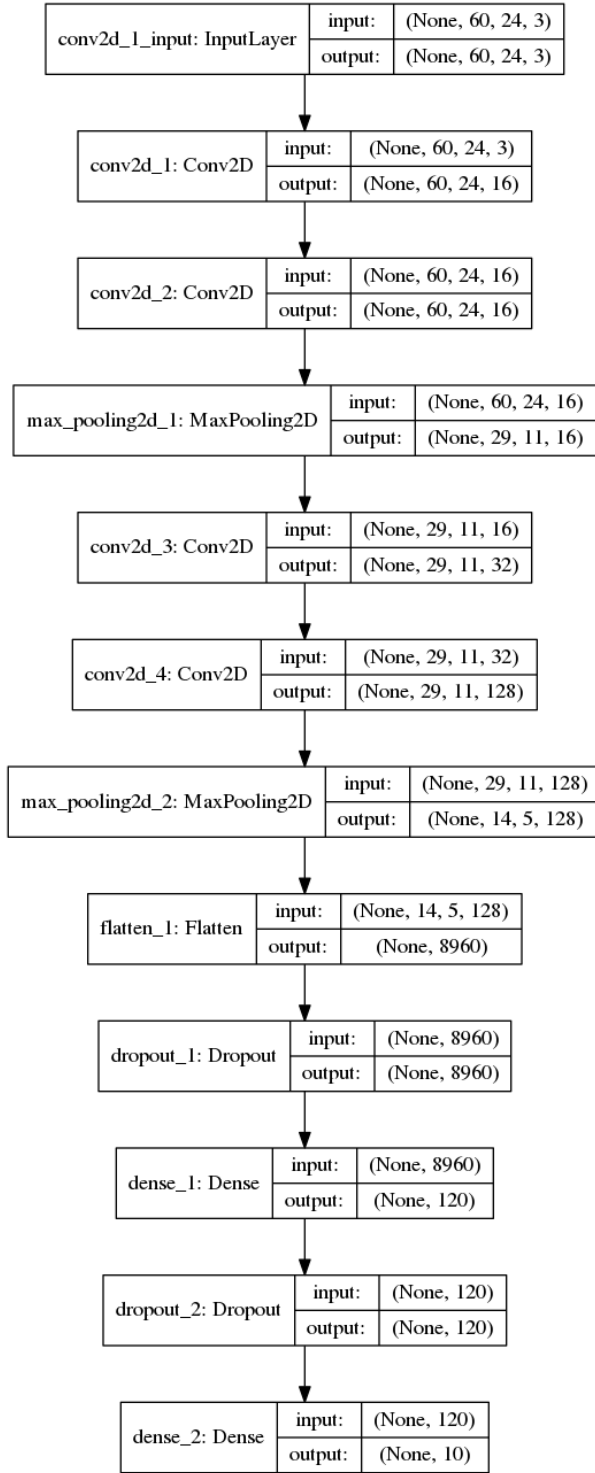 conv2d_1_input: InputLayer
input: (None, 60, 24, 3)
output: (None, 60, 24, 3)
conv2d_1: Conv2D
input: (None, 60, 24, 3)
output: (None, 60, 24, 16)
conv2d_2: Conv2D
input: (None, 60, 24, 16)
output: (None, 60, 24, 16)
max_pooling2d_1: MaxPooling2D
input: (None, 60, 24, 16)
output: (None, 29, 11, 16)
conv2d_3: Conv2D
input: (None, 29, 11, 16)
output: (None, 29, 11, 32)
conv2d_4: Conv2D
input: (None, 29, 11, 32)
output: (None, 29, 11, 128)
max_pooling2d_2: MaxPooling2D
input: (None, 29, 11, 128)
output: (None, 14, 5, 128)
flatten_1: Flatten
input: (None, 14, 5, 128)
output: (None, 8960)
dropout_1: Dropout
input: (None, 8960)
output: (None, 8960)
dense_1: Dense
input: (None, 8960)
output: (None, 120)
dropout_2: Dropout
input: (None, 120)
output: (None, 120)
dense_2: Dense
input: (None, 120)
output: (None, 10)